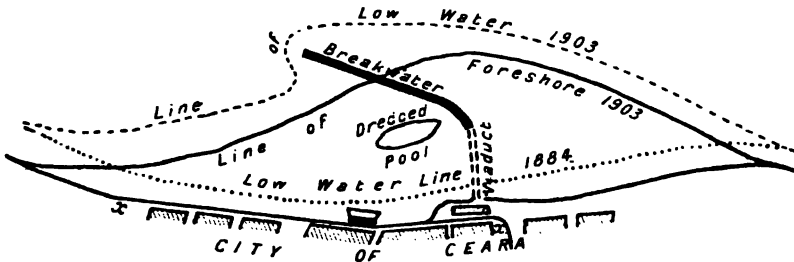 Line of Low Water 1903
Breakwater
Line of Foreshore 1903
Dredged
Pool
Viaduct
Low Water Line 1884
x
x
CITY OF CEARA